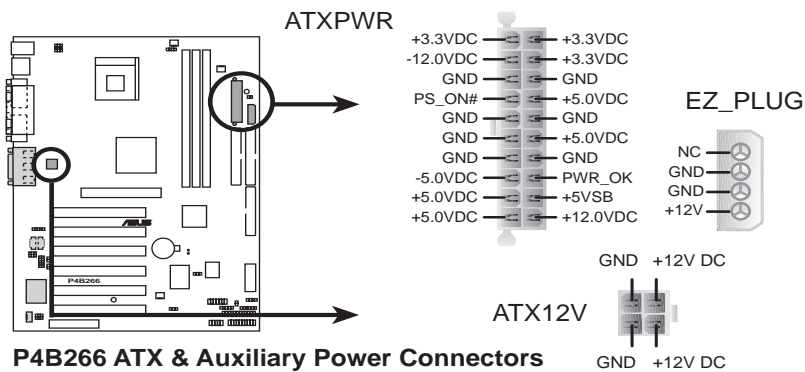 ATXPWR
+3.3VDC +3.3VDC
-12.0VDC +3.3VDC
GND GND
PS_ON# +5.0VDC
GND GND
GND +5.0VDC
GND GND
-5.0VDC PWR_OK
+5.0VDC +5VSB
+5.0VDC +12.0VDC
EZ_PLUG
NC
GND
GND
+12V
ASUS
P4B266
GND +12V DC
ATX12V
GND +12V DC
P4B266 ATX & Auxiliary Power Connectors